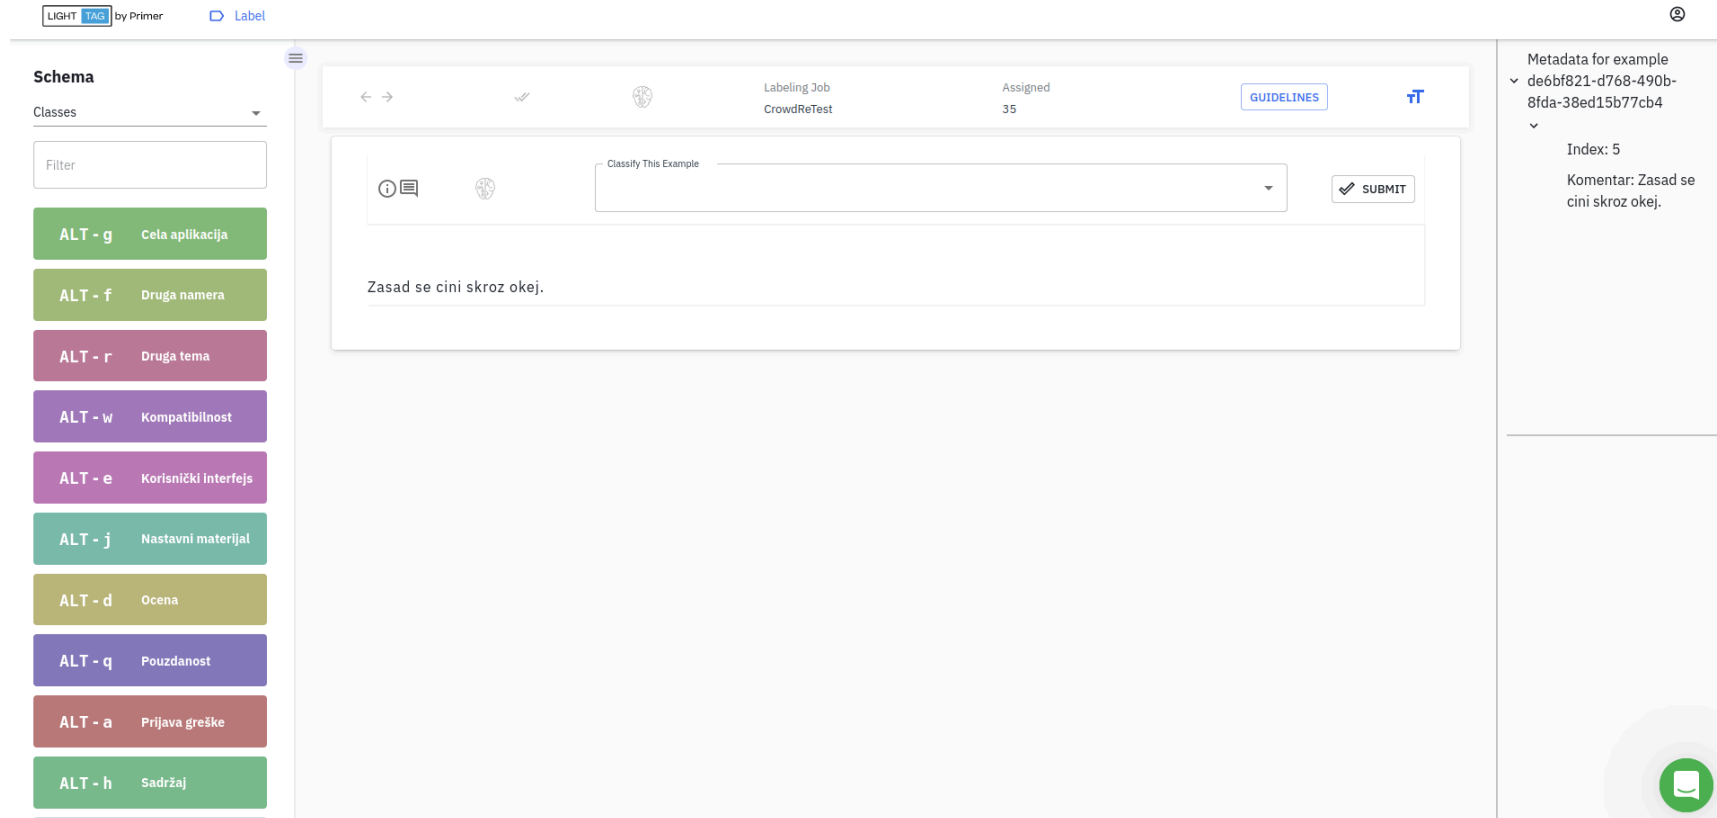 LIGHT TAG by Primer
Label
Schema
Classes
Filter
ALT - g Cela aplikacija
ALT - f Druga namera
ALT - r Druga tema
ALT - w Kompatibilnost
ALT - e Korisnički interfejs
ALT - j Nastavni materijal
ALT - d Ocena
ALT - q Pouzdanost
ALT - a Prijava greške
ALT - h Sadržaj
Labeling Job
CrowdReTest
Assigned
35
GUIDELINES
Classify This Example
SUBMIT
Zasad se cini skroz okej.
Metadata for example
de6bf821-d768-490b-
8fda-38ed15b77cb4
Index: 5
Komentar: Zasad se
cini skroz okej.